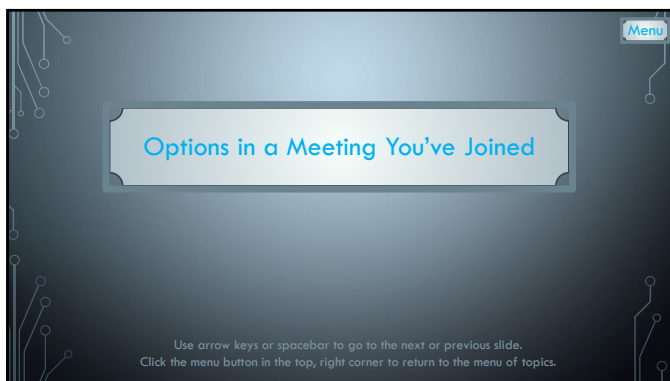 Menu
Options in a Meeting You've Joined
Use arrow keys or spacebar to go to the next or previous slide.
Click the menu button in the top, right corner to return to the menu of topics.